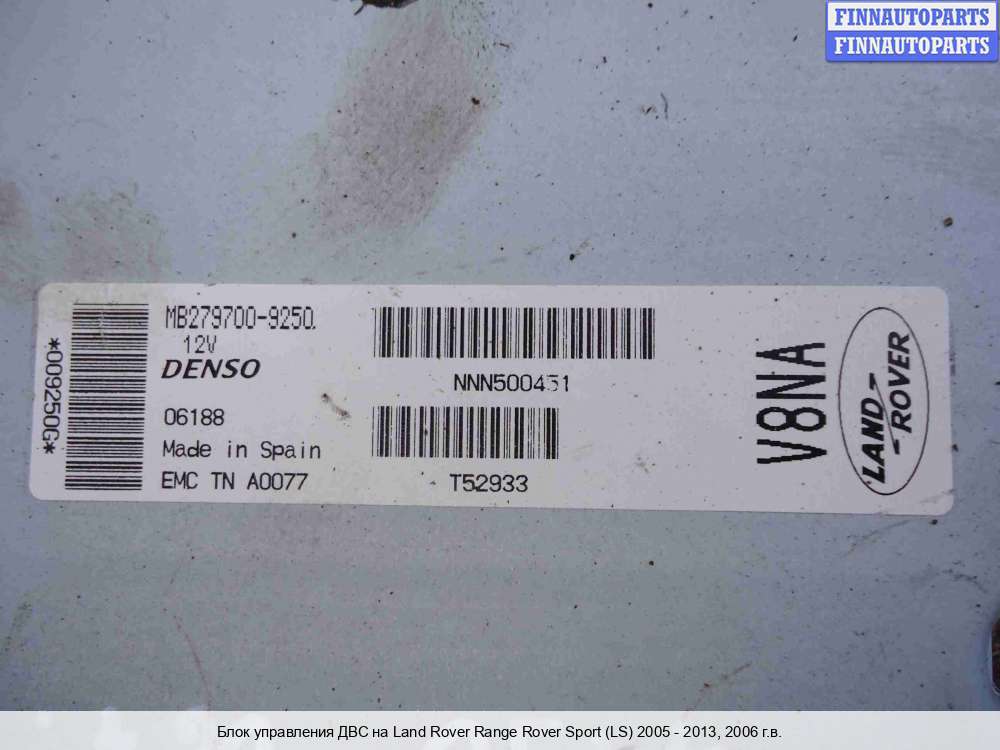 FINNAUTOPARTS
FINNAUTOPARTS
*009250G*
MB279700-9250
12V
DENSO
06188
Made in Spain
EMC TN A0077
NNN500451
T52933
V8NA
LAND
ROVER
Блок управления ДВС на Land Rover Range Rover Sport (LS) 2005 - 2013, 2006 г.в.